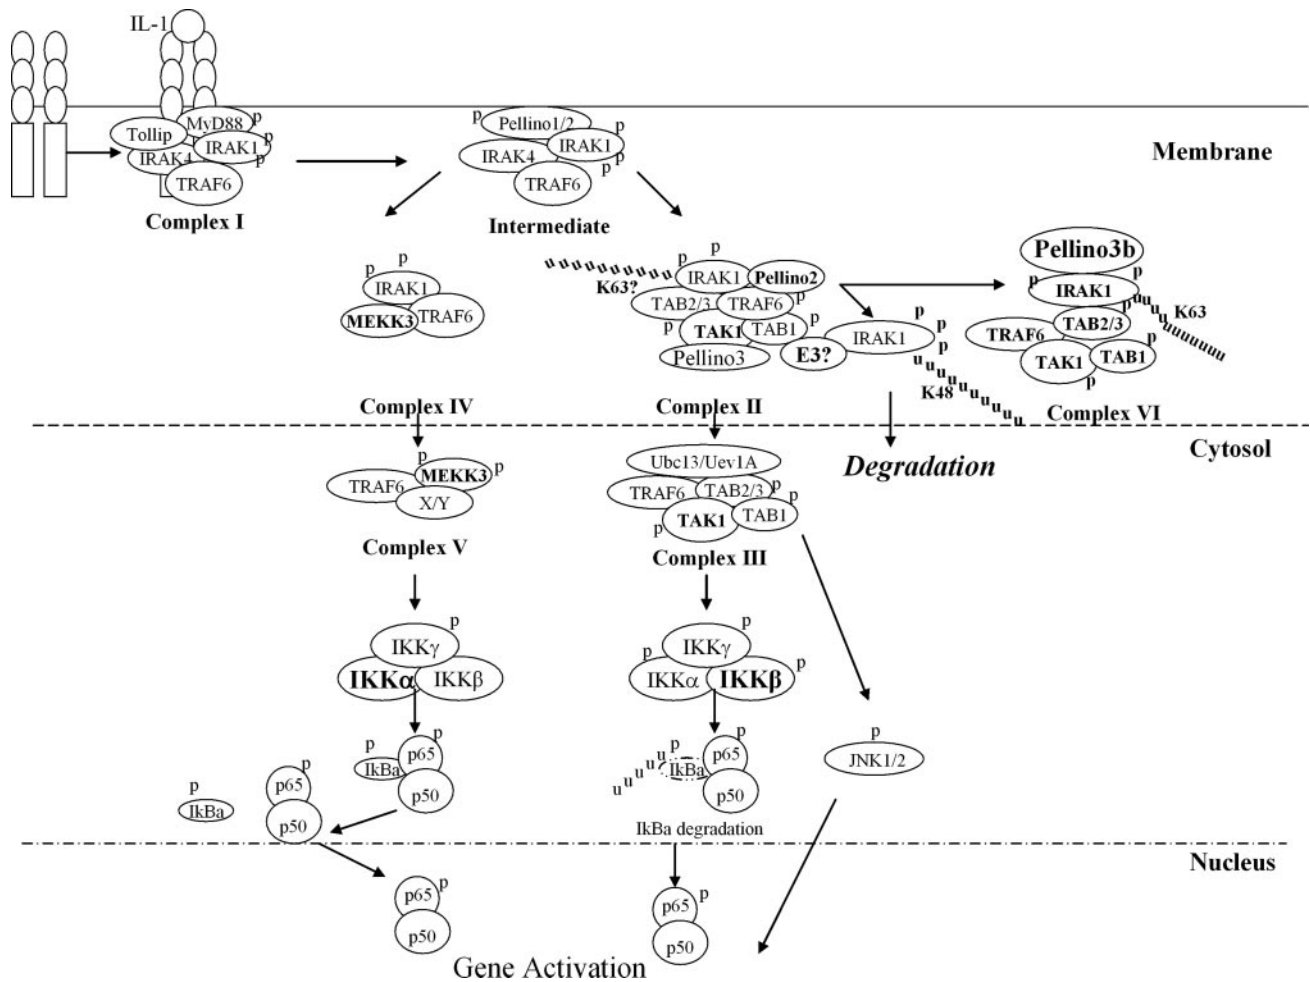 IL-1
MyD88 p
Tollip
IRAK4
IRAK1 p
p
TRAF6
Complex I
p Pellino1/2
IRAK4
IRAK1 p
p
p
TRAF6
Intermediate
Membrane
p p
IRAK1
MEKK3
TRAF6
Complex IV
u u u u u u u u u u u
K63?
p p
IRAK1
Pellino2
TAB2/3
TRAF6 p
p TAK1
TAB1 p
Pellino3
E3?
Complex II
IRAK1
p
p
p
u u u u u u u u u u
K48
Degradation
Pellino3b
p IRAK1 p
u u u u
K63
TRAF6
TAB2/3 p
TAK1
TAB1 p
p
Complex VI
Cytosol
p
MEKK3 p
TRAF6
X/Y
Complex V
Ubc13/Uev1A
TRAF6
TAB2/3 p
p TAK1
TAB1 p
Complex III
p
IKKγ
IKKα
IKKβ
p
IKKγ
p
IKKα
IKKβ p
p
IkBa
p65 p
p50
p
IkBa
p65 p
p50
u u u u u p
IkBa
p65 p
p50
IkBa degradation
p
JNK1/2
Nucleus
p65 p
p50
p65 p
p50
Gene Activation